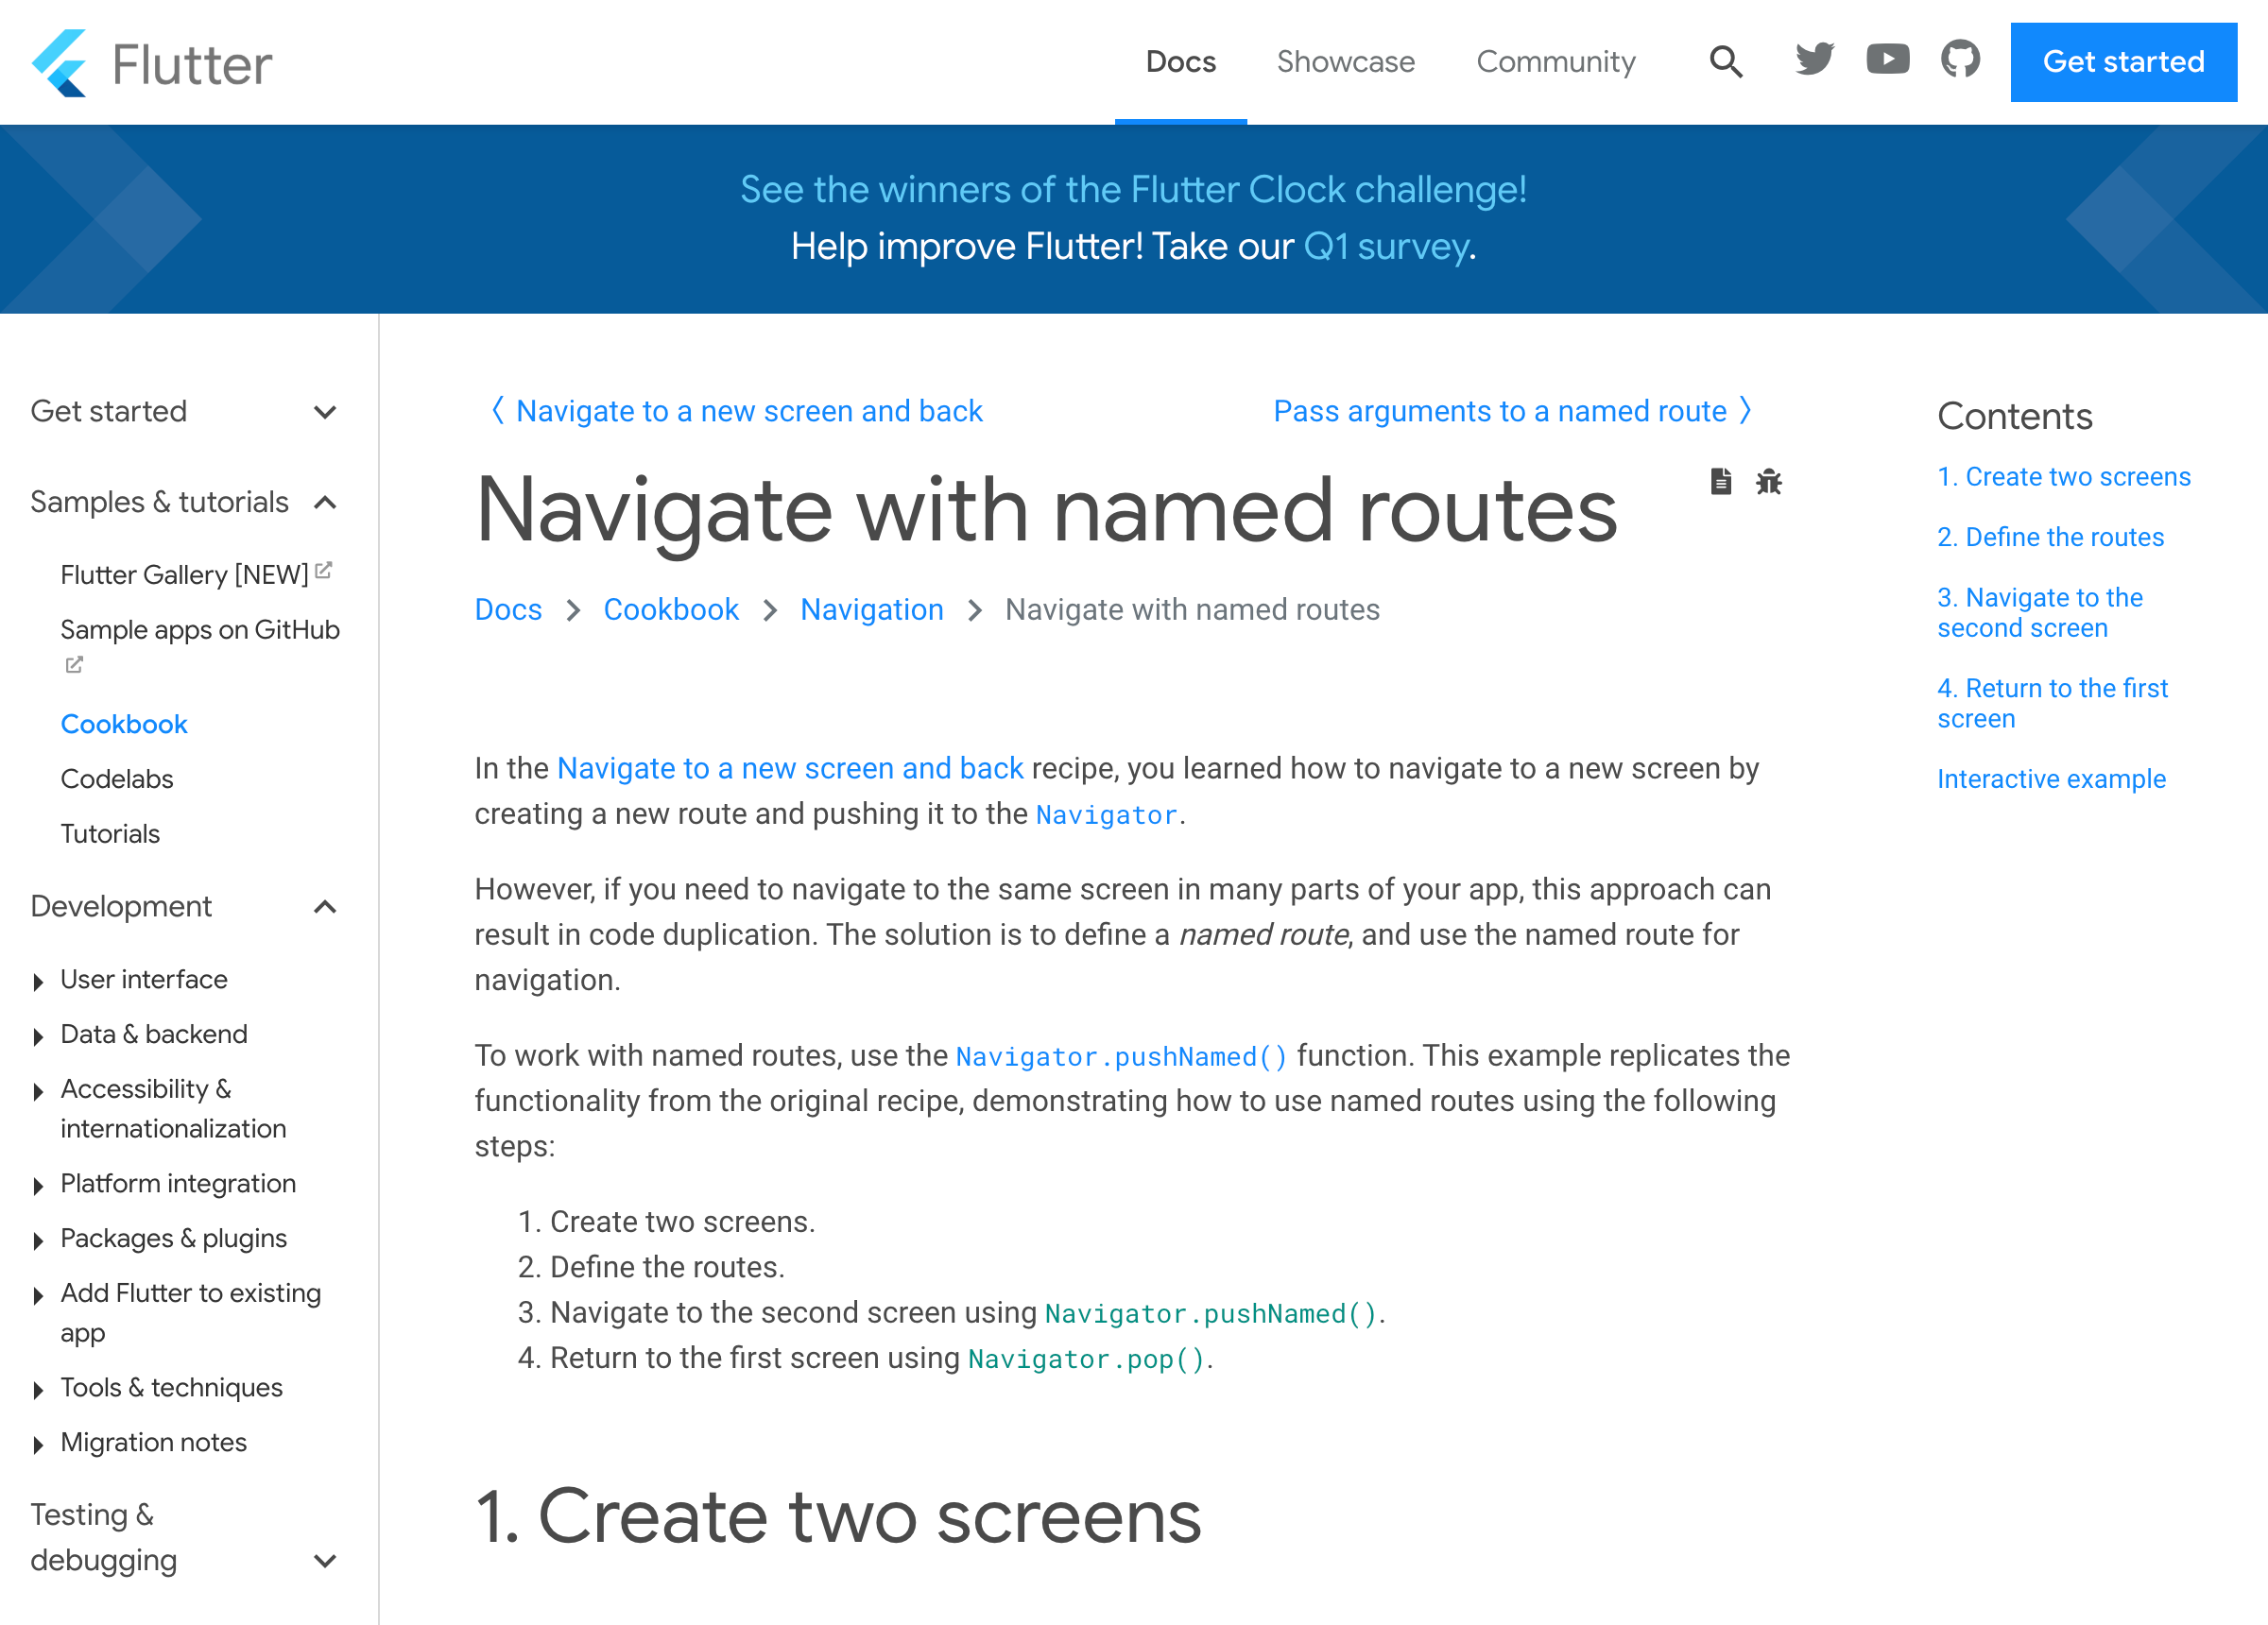 Flutter
Docs
Showcase
Community
Get started
See the winners of the Flutter Clock challenge!
Help improve Flutter! Take our Q1 survey.
Get started
Samples & tutorials
Flutter Gallery [NEW]
Sample apps on GitHub
Cookbook
Codelabs
Tutorials
Development
User interface
Data & backend
Accessibility &
internationalization
Platform integration
Packages & plugins
Add Flutter to existing
app
Tools & techniques
Migration notes
Testing &
debugging
〈 Navigate to a new screen and back
Pass arguments to a named route 〉
Navigate with named routes
Docs > Cookbook > Navigation > Navigate with named routes
In the Navigate to a new screen and back recipe, you learned how to navigate to a new screen by
creating a new route and pushing it to the Navigator.
However, if you need to navigate to the same screen in many parts of your app, this approach can
result in code duplication. The solution is to define a named route, and use the named route for
navigation.
To work with named routes, use the Navigator.pushNamed() function. This example replicates the
functionality from the original recipe, demonstrating how to use named routes using the following
steps:
1. Create two screens.
2. Define the routes.
3. Navigate to the second screen using Navigator.pushNamed().
4. Return to the first screen using Navigator.pop().
1. Create two screens
Contents
1. Create two screens
2. Define the routes
3. Navigate to the
second screen
4. Return to the first
screen
Interactive example